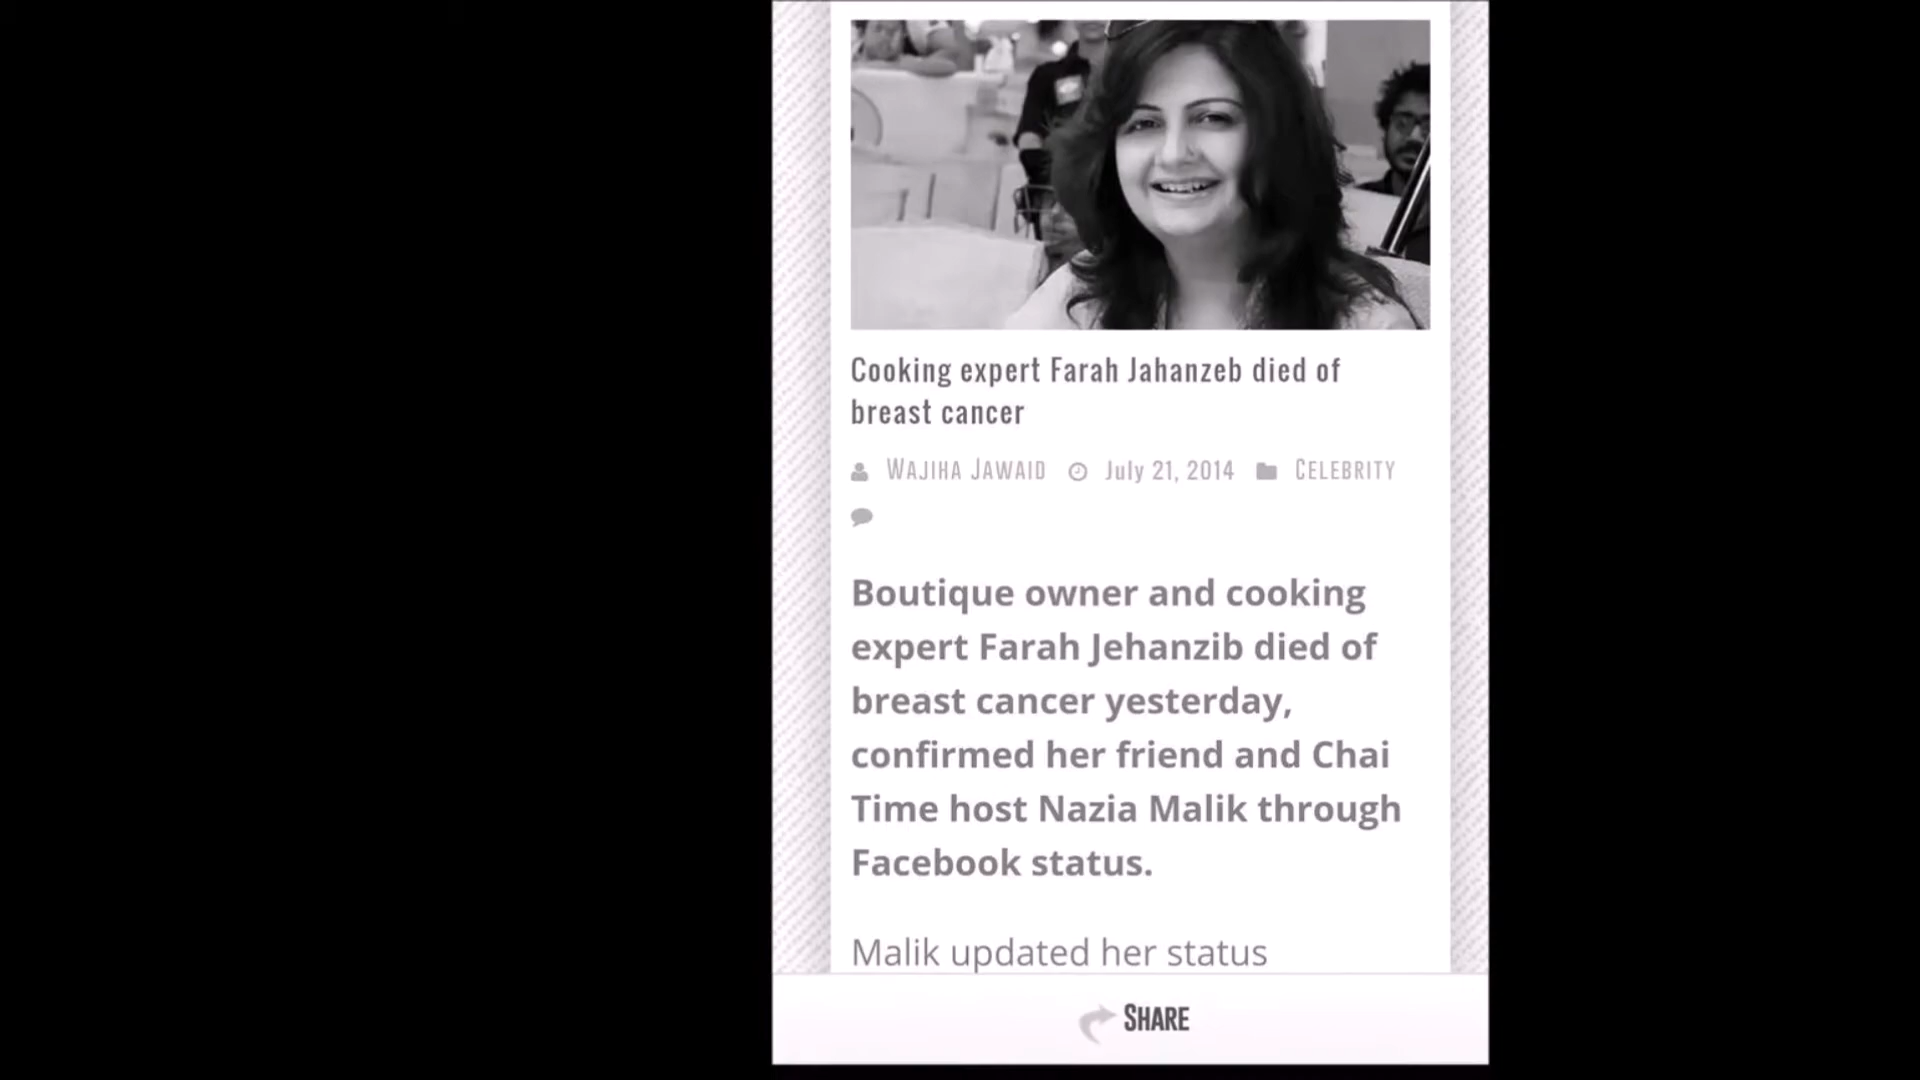 Cooking expert Farah Jahanzeb died of
breast cancer
WAJIHA JAWAID July 21, 2014 CELEBRITY
Boutique owner and cooking
expert Farah Jehanzib died of
breast cancer yesterday,
confirmed her friend and Chai
Time host Nazia Malik through
Facebook status.
Malik updated her status
SHARE